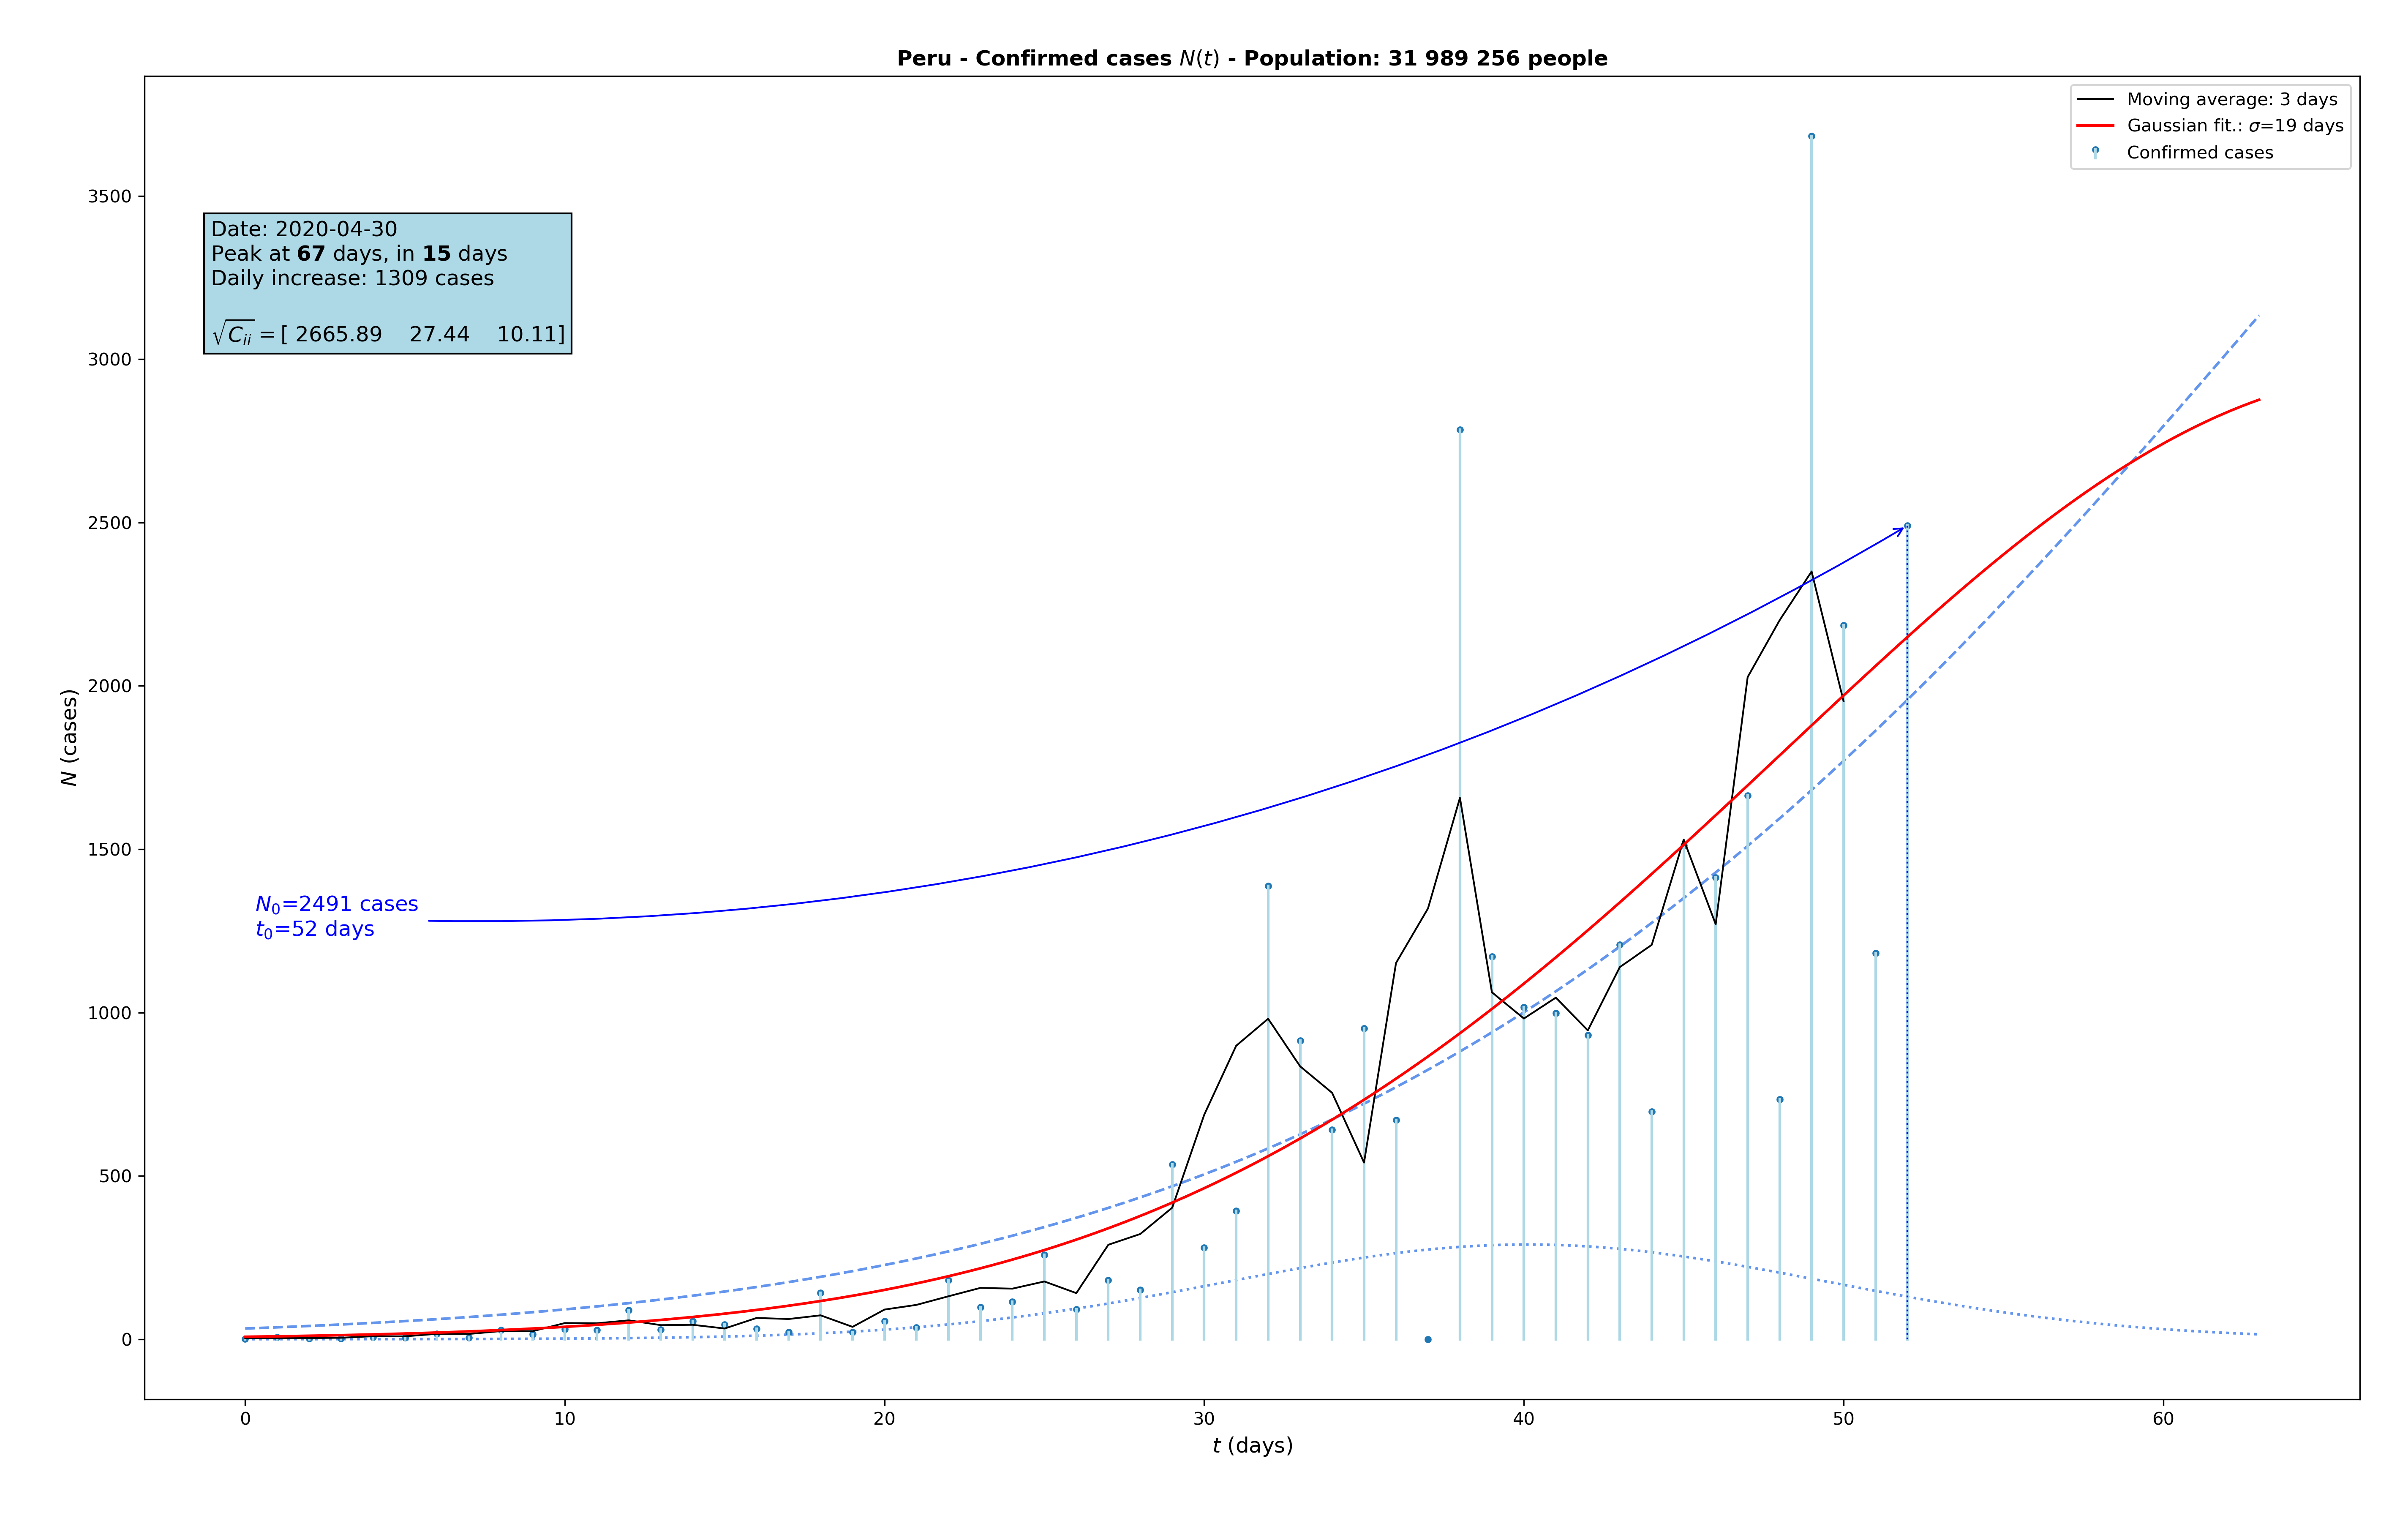 Peru - Confirmed cases N(t) - Population: 31 989 256 people
Moving average: 3 days
Gaussian fit.: σ=19 days
Confirmed cases
Date: 2020-04-30
Peak at 67 days, in 15 days
Daily increase: 1309 cases
√C_ii = [ 2665.89 27.44 10.11]
N₀=2491 cases
t₀=52 days
N (cases)
3500
3000
2500
2000
1500
1000
500
0
0 10 20 30 40 50 60
t (days)